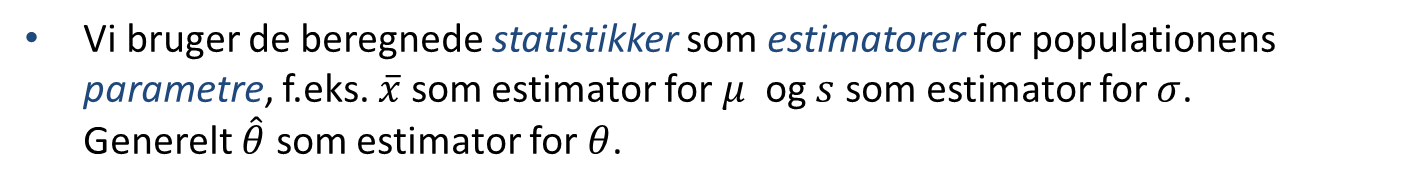 • Vi bruger de beregnede statistikker som estimatorer for populationens
parametre, f.eks. x̄ som estimator for μ og s som estimator for σ.
Generelt θ̂ som estimator for θ.